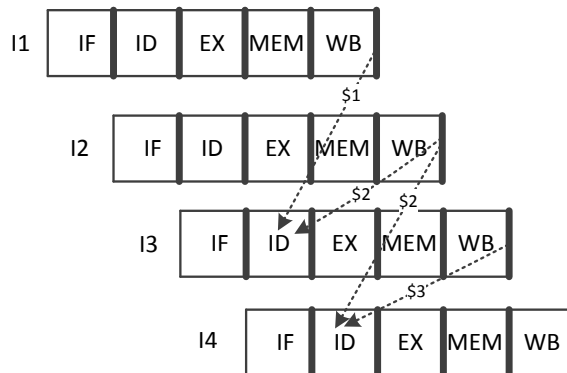 I1 IF ID EX MEM WB
$1
I2 IF ID EX MEM WB
$2 $2
I3 IF ID EX MEM WB
$3
I4 IF ID EX MEM WB